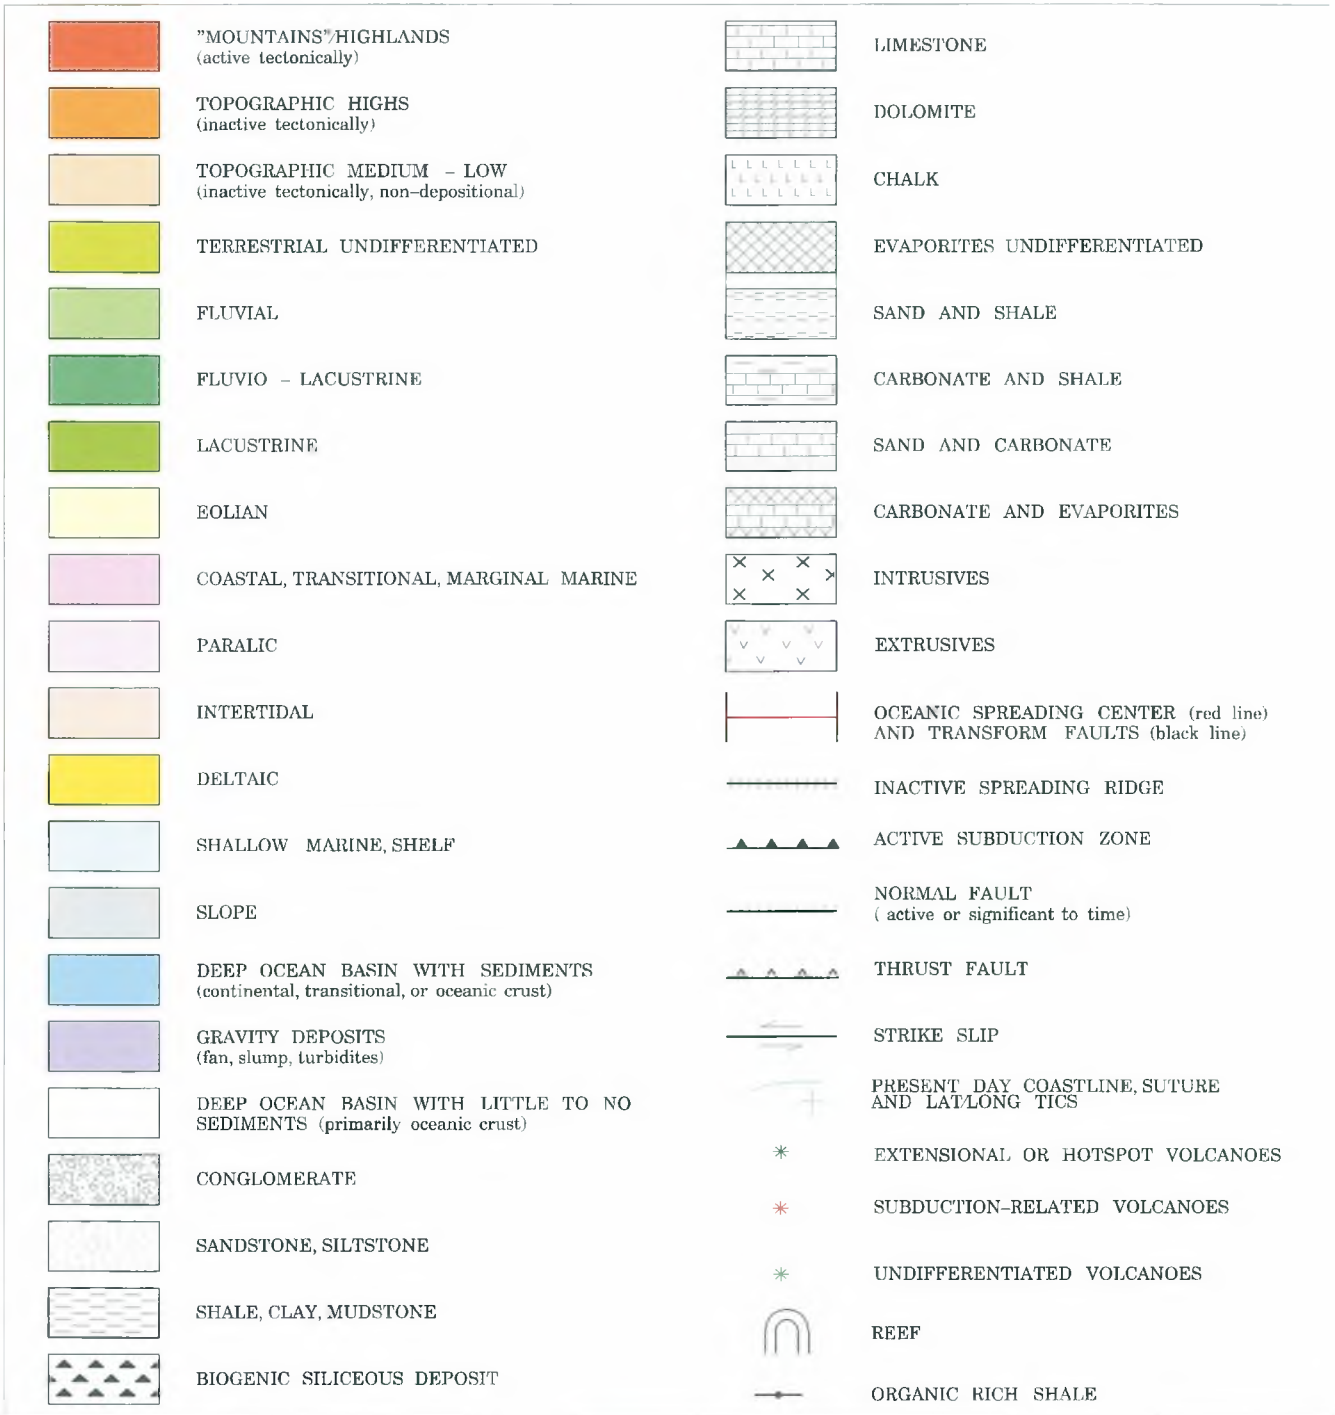 "MOUNTAINS"/HIGHLANDS
(active tectonically)
TOPOGRAPHIC HIGHS
(inactive tectonically)
TOPOGRAPHIC MEDIUM - LOW
(inactive tectonically, non-depositional)
TERRESTRIAL UNDIFFERENTIATED
FLUVIAL
FLUVIO - LACUSTRINE
LACUSTRINE
EOLIAN
COASTAL, TRANSITIONAL, MARGINAL MARINE
PARALIC
INTERTIDAL
DELTAIC
SHALLOW MARINE, SHELF
SLOPE
DEEP OCEAN BASIN WITH SEDIMENTS
(continental, transitional, or oceanic crust)
GRAVITY DEPOSITS
(fan, slump, turbidites)
DEEP OCEAN BASIN WITH LITTLE TO NO
SEDIMENTS (primarily oceanic crust)
CONGLOMERATE
SANDSTONE, SILTSTONE
SHALE, CLAY, MUDSTONE
BIOGENIC SILICEOUS DEPOSIT
LIMESTONE
DOLOMITE
CHALK
EVAPORITES UNDIFFERENTIATED
SAND AND SHALE
CARBONATE AND SHALE
SAND AND CARBONATE
CARBONATE AND EVAPORITES
INTRUSIVES
EXTRUSIVES
OCEANIC SPREADING CENTER (red line)
AND TRANSFORM FAULTS (black line)
INACTIVE SPREADING RIDGE
ACTIVE SUBDUCTION ZONE
NORMAL FAULT
( active or significant to time)
THRUST FAULT
STRIKE SLIP
PRESENT DAY COASTLINE, SUTURE
AND LAT/LONG TICS
EXTENSIONAL OR HOTSPOT VOLCANOES
SUBDUCTION-RELATED VOLCANOES
UNDIFFERENTIATED VOLCANOES
REEF
ORGANIC RICH SHALE